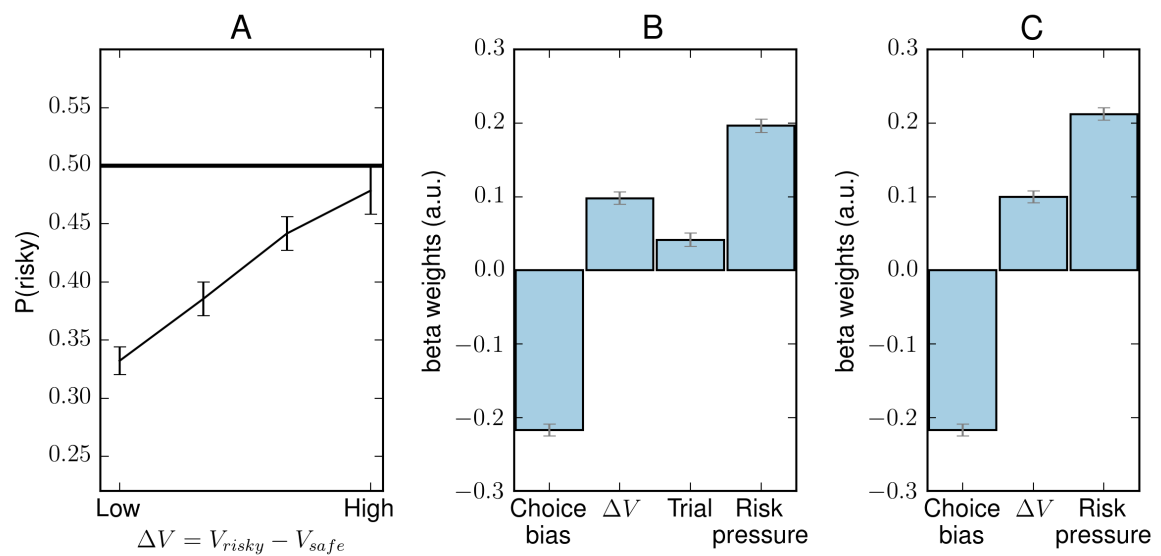 A
P(risky)
0.55
0.50
0.45
0.40
0.35
0.30
0.25
Low High
ΔV = V_risky − V_safe
B
beta weights (a.u.)
0.3
0.2
0.1
0.0
−0.1
−0.2
−0.3
Choice ΔV Trial Risk
bias pressure
C
beta weights (a.u.)
0.3
0.2
0.1
0.0
−0.1
−0.2
−0.3
Choice ΔV Risk
bias pressure